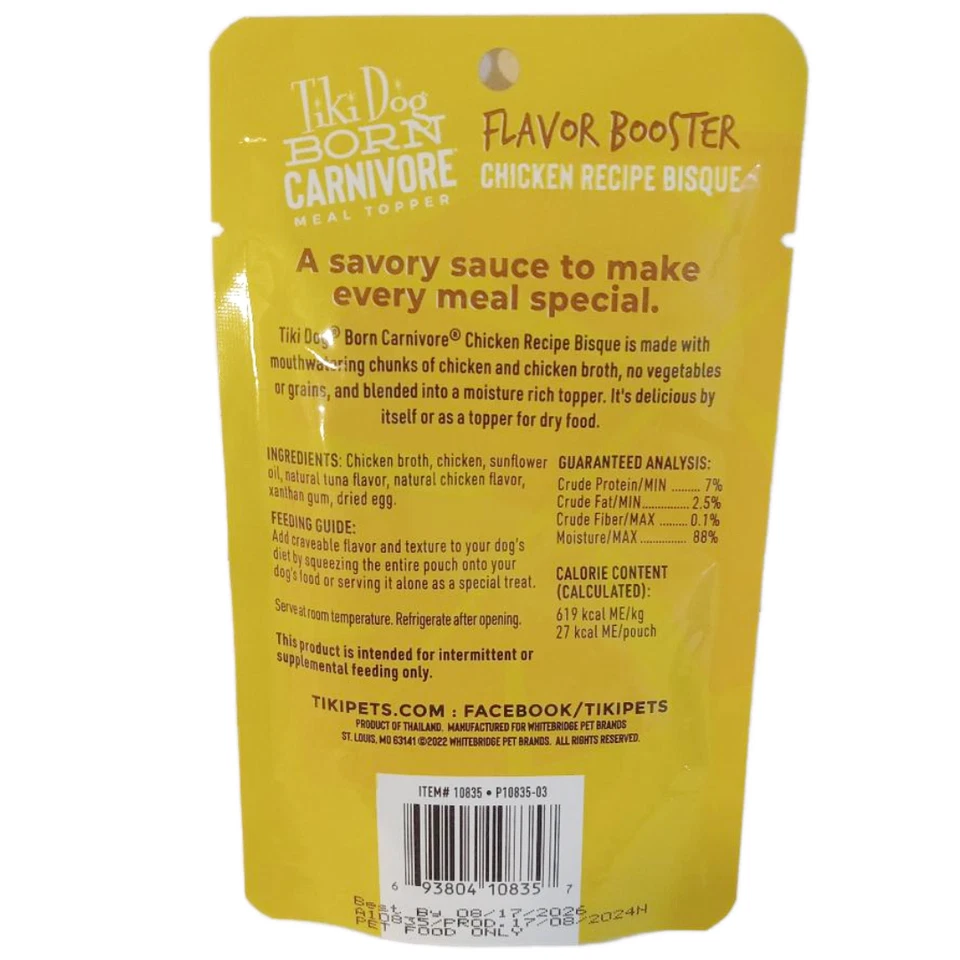 Tiki Dog
BORN
CARNIVORE
MEAL TOPPER
FLAVOR BOOSTER
CHICKEN RECIPE BISQUE
A savory sauce to make
every meal special.
Tiki Dog® Born Carnivore® Chicken Recipe Bisque is made with
mouthwatering chunks of chicken and chicken broth, no vegetables
or grains, and blended into a moisture rich topper. It's delicious by
itself or as a topper for dry food.
INGREDIENTS: Chicken broth, chicken, sunflower
oil, natural tuna flavor, natural chicken flavor,
xanthan gum, dried egg.
FEEDING GUIDE:
Add craveable flavor and texture to your dog's
diet by squeezing the entire pouch onto your
dog's food or serving it alone as a special treat.
Serve at room temperature. Refrigerate after opening.
This product is intended for intermittent or
supplemental feeding only.
GUARANTEED ANALYSIS:
Crude Protein/MIN ......... 7%
Crude Fat/MIN.............. 2.5%
Crude Fiber/MAX ......... 0.1%
Moisture/MAX.............. 88%
CALORIE CONTENT
(CALCULATED):
619 kcal ME/kg
27 kcal ME/pouch
TIKIPETS.COM : FACEBOOK/TIKIPETS
PRODUCT OF THAILAND. MANUFACTURED FOR WHITEBRIDGE PET BRANDS
ST. LOUIS, MO 63141 ©2022 WHITEBRIDGE PET BRANDS. ALL RIGHTS RESERVED.
ITEM# 10835 • P10835-03
6 93804 10835 7
Best By 08/17/2026
A10835/PROD.17/08/2024N
PET FOOD ONLY